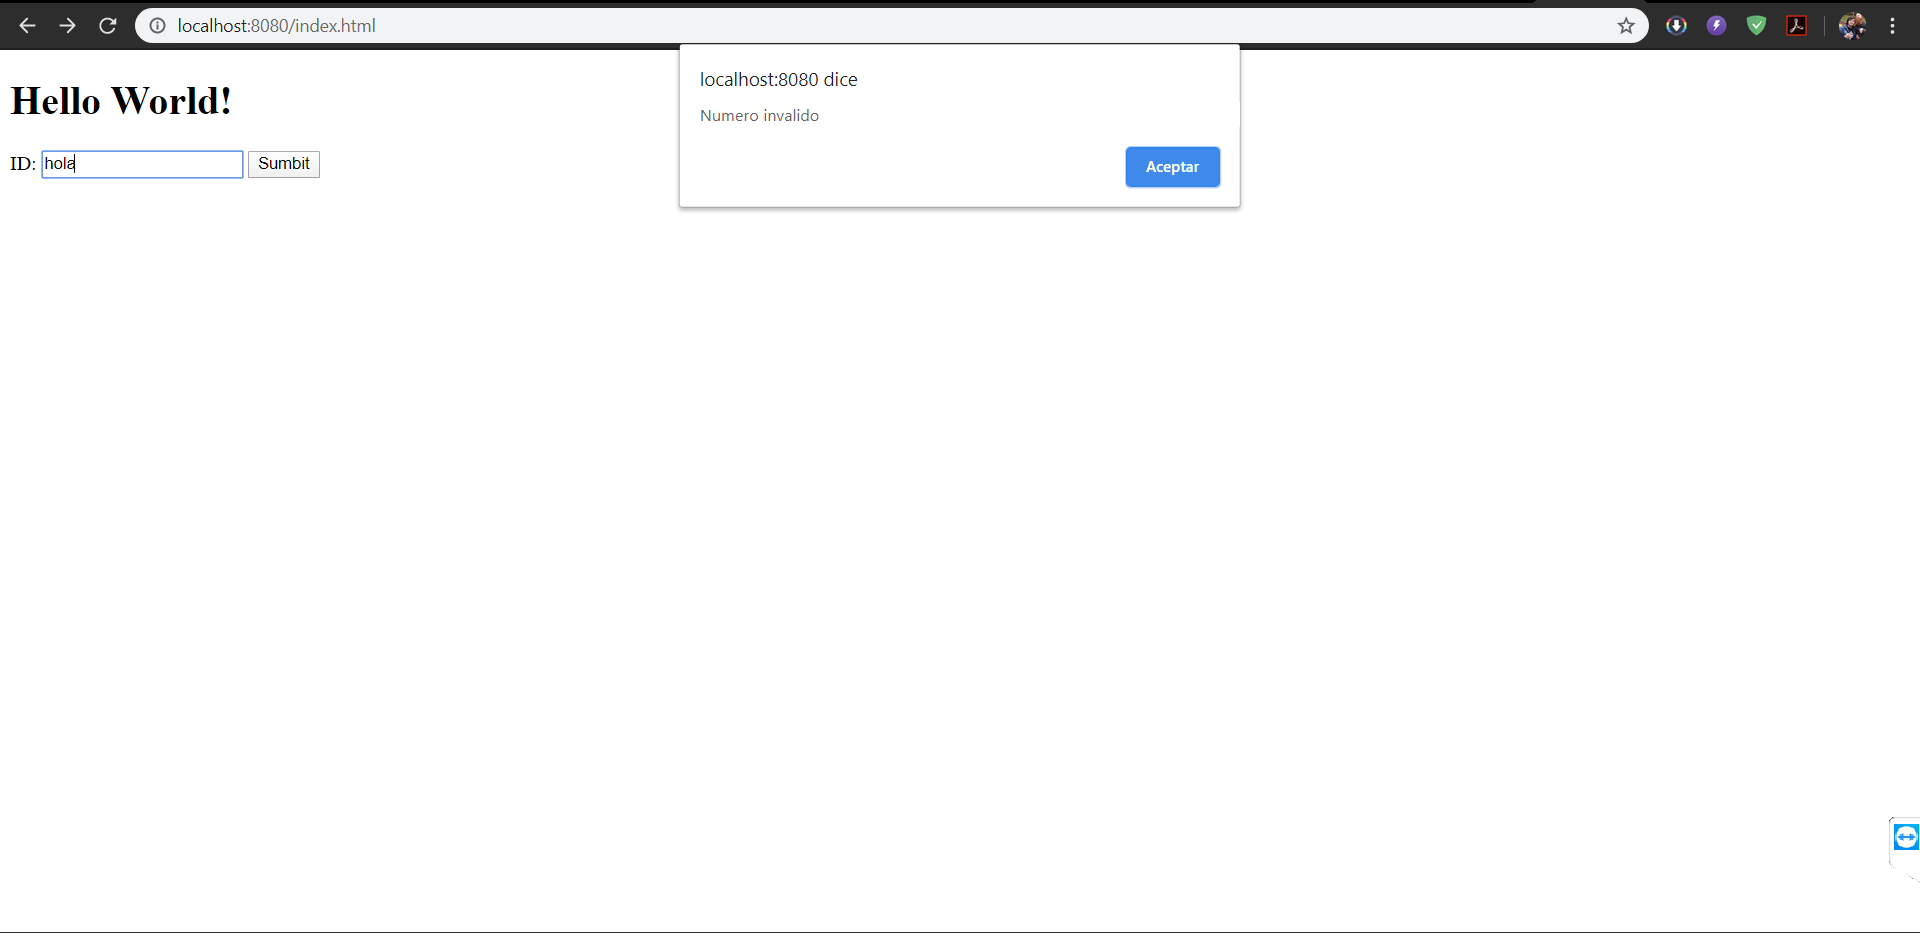 localhost:8080/index.html
localhost:8080 dice
Numero invalido
Aceptar
Hello World!
ID: hola Sumbit